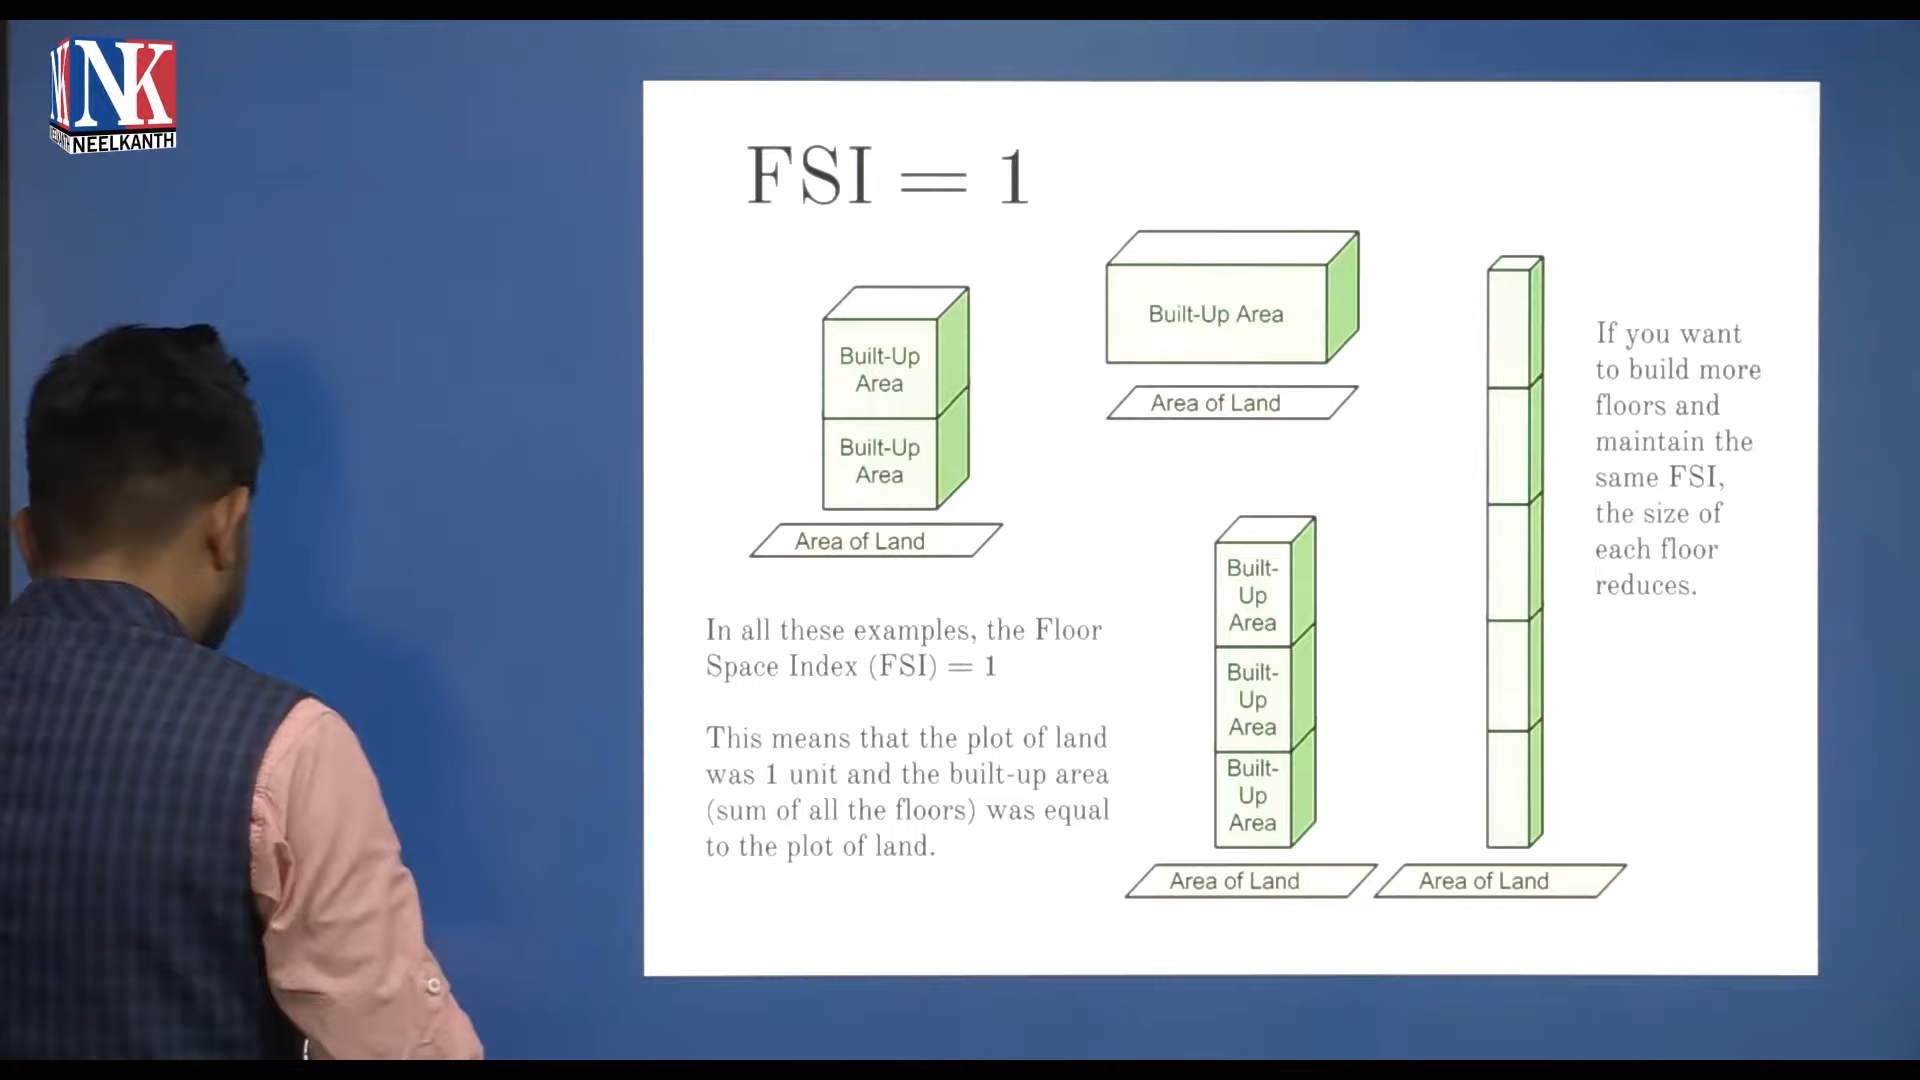 NK
NEELKANTH
FSI = 1
Built-Up
Area
Built-Up
Area
Area of Land
Built-Up Area
Area of Land
In all these examples, the Floor
Space Index (FSI) = 1
This means that the plot of land
was 1 unit and the built-up area
(sum of all the floors) was equal
to the plot of land.
Built-
Up
Area
Built-
Up
Area
Built-
Up
Area
Area of Land
Area of Land
If you want
to build more
floors and
maintain the
same FSI,
the size of
each floor
reduces.